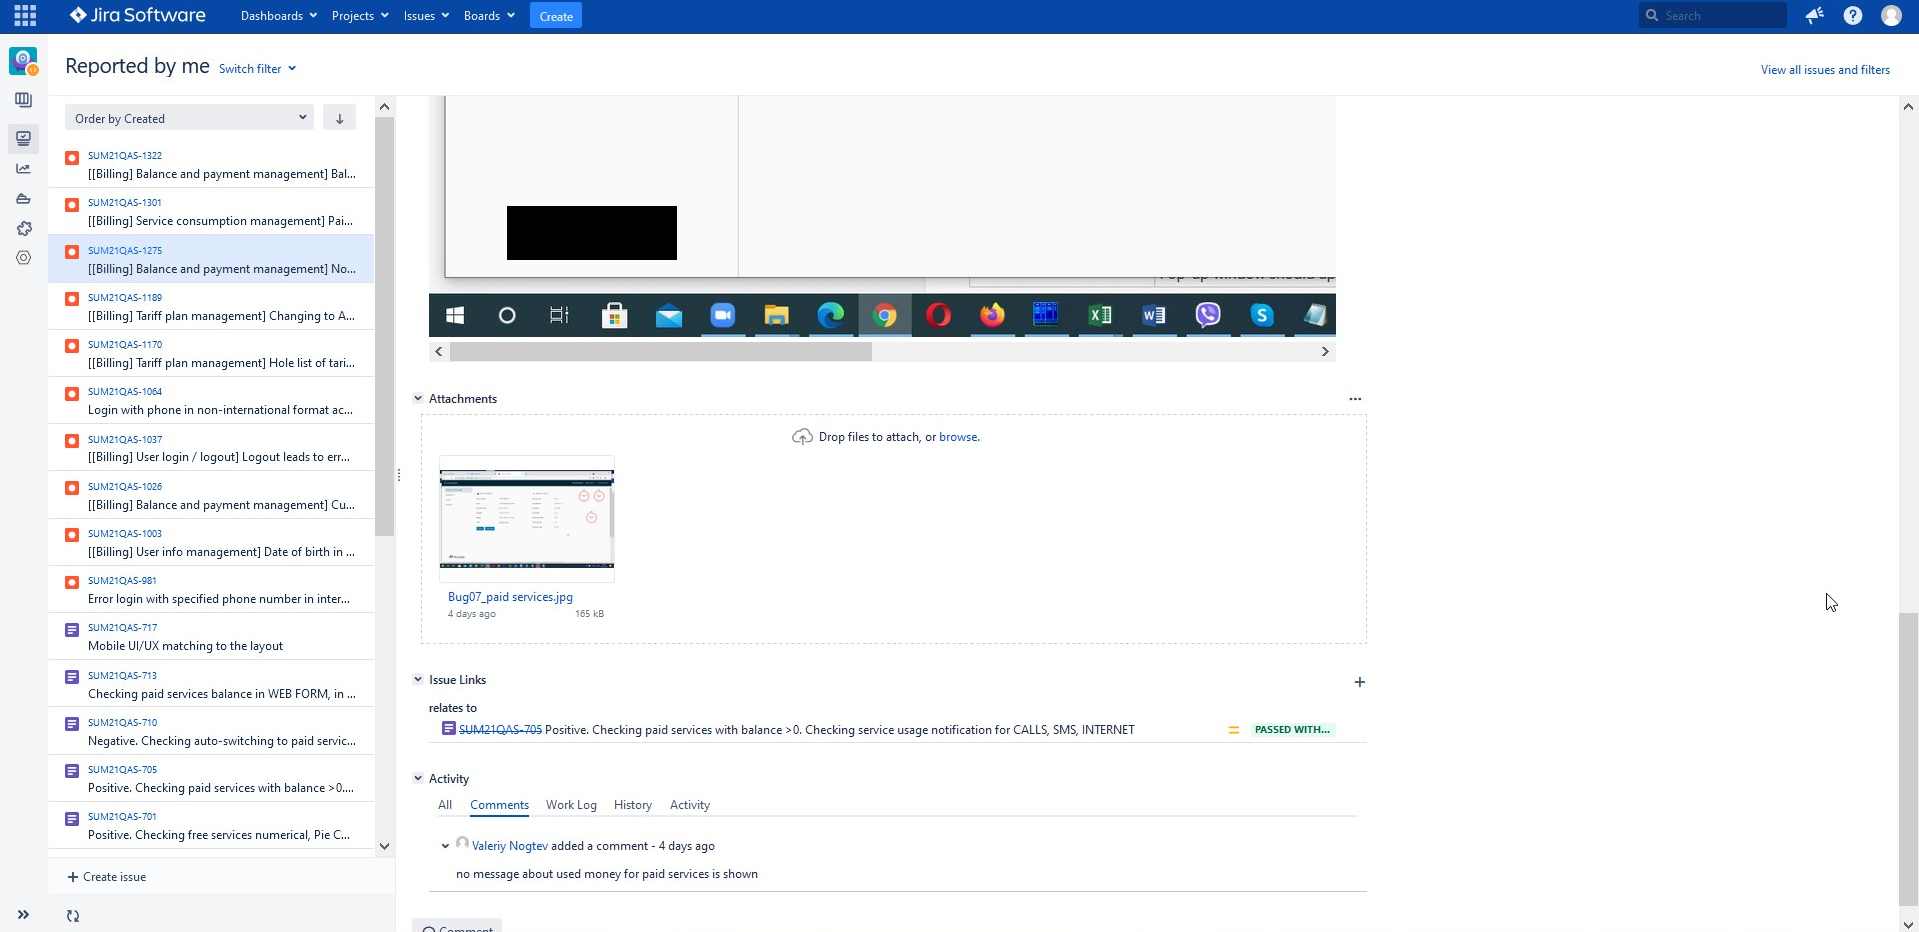 Jira Software Dashboards Projects Issues Boards Create Search
Reported by me Switch filter
View all issues and filters
Order by Created
SUM21QAS-1322
[[Billing] Balance and payment management] Bal...
SUM21QAS-1301
[[Billing] Service consumption management] Pai...
SUM21QAS-1275
[[Billing] Balance and payment management] No...
SUM21QAS-1189
[[Billing] Tariff plan management] Changing to A...
SUM21QAS-1170
[[Billing] Tariff plan management] Hole list of tari...
SUM21QAS-1064
Login with phone in non-international format ac...
SUM21QAS-1037
[[Billing] User login / logout] Logout leads to err...
SUM21QAS-1026
[[Billing] Balance and payment management] Cu...
SUM21QAS-1003
[[Billing] User info management] Date of birth in ...
SUM21QAS-981
Error login with specified phone number in inter...
SUM21QAS-717
Mobile UI/UX matching to the layout
SUM21QAS-713
Checking paid services balance in WEB FORM, in ...
SUM21QAS-710
Negative. Checking auto-switching to paid servic...
SUM21QAS-705
Positive. Checking paid services with balance >0....
SUM21QAS-701
Positive. Checking free services numerical, Pie C...
+ Create issue
Attachments
Drop files to attach, or browse.
Bug07_paid services.jpg
4 days ago 165 kB
Issue Links
relates to
SUM21QAS-705 Positive. Checking paid services with balance >0. Checking service usage notification for CALLS, SMS, INTERNET PASSED WITH...
Activity
All Comments Work Log History Activity
Valeriy Nogtev added a comment - 4 days ago
no message about used money for paid services is shown
Comment